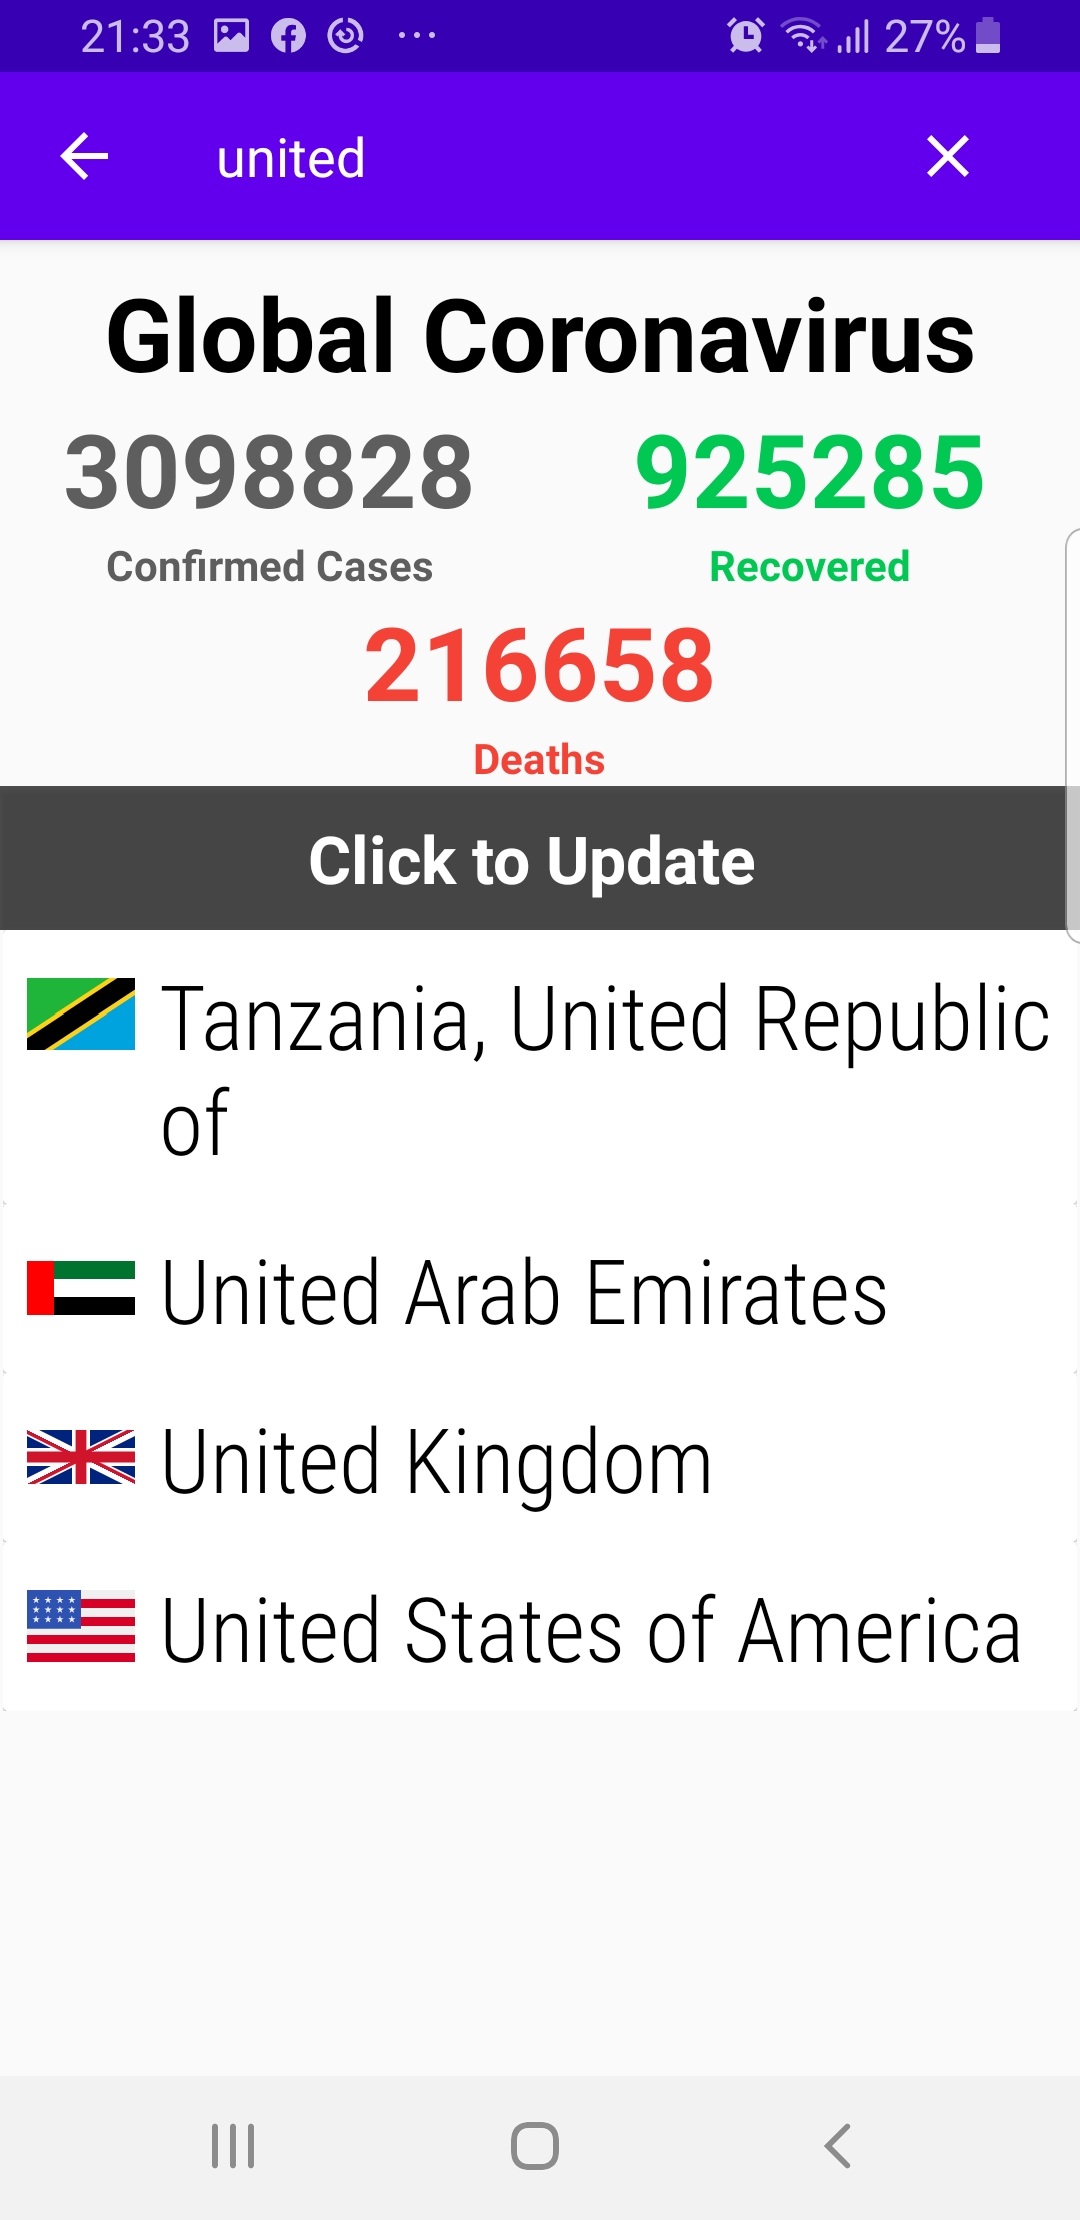 21:33 27%
united
Global Coronavirus
3098828 925285
Confirmed Cases Recovered
216658
Deaths
Click to Update
Tanzania, United Republic
of
United Arab Emirates
United Kingdom
United States of America